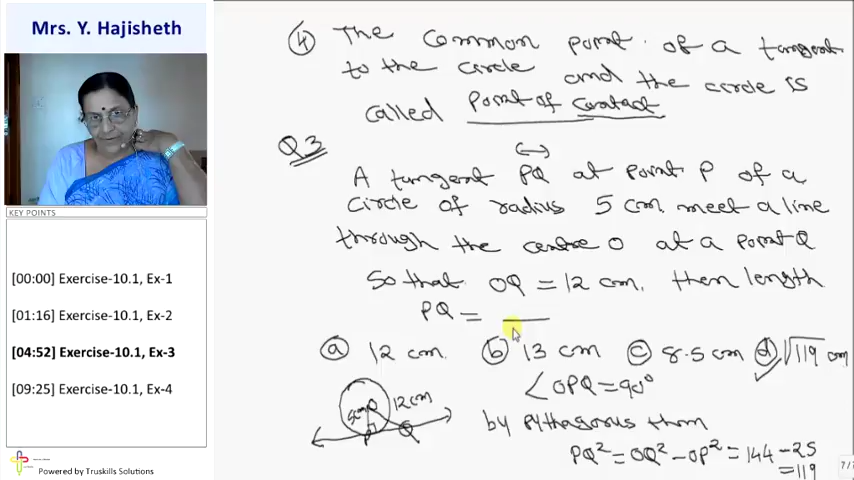 Mrs. Y. Hajisheth
KEY POINTS
[00:00] Exercise-10.1, Ex-1
[01:16] Exercise-10.1, Ex-2
[04:52] Exercise-10.1, Ex-3
[09:25] Exercise-10.1, Ex-4
Powered by Truskills Solutions
④ The common point of a tangent
to the circle and the circle is
called point of contact
Q3
A tangent PQ at point P of a
circle of radius 5 cm meet a line
through the centre O at a point Q
so that OQ = 12 cm. then length
PQ = ___
ⓐ 12 cm. ⓑ 13 cm ⓒ 8.5 cm ⓓ √119 cm
5cm O 12cm
P Q
∠OPQ = 90°
by pythagorus thm
PQ² = OQ² - OP² = 144 - 25
= 119